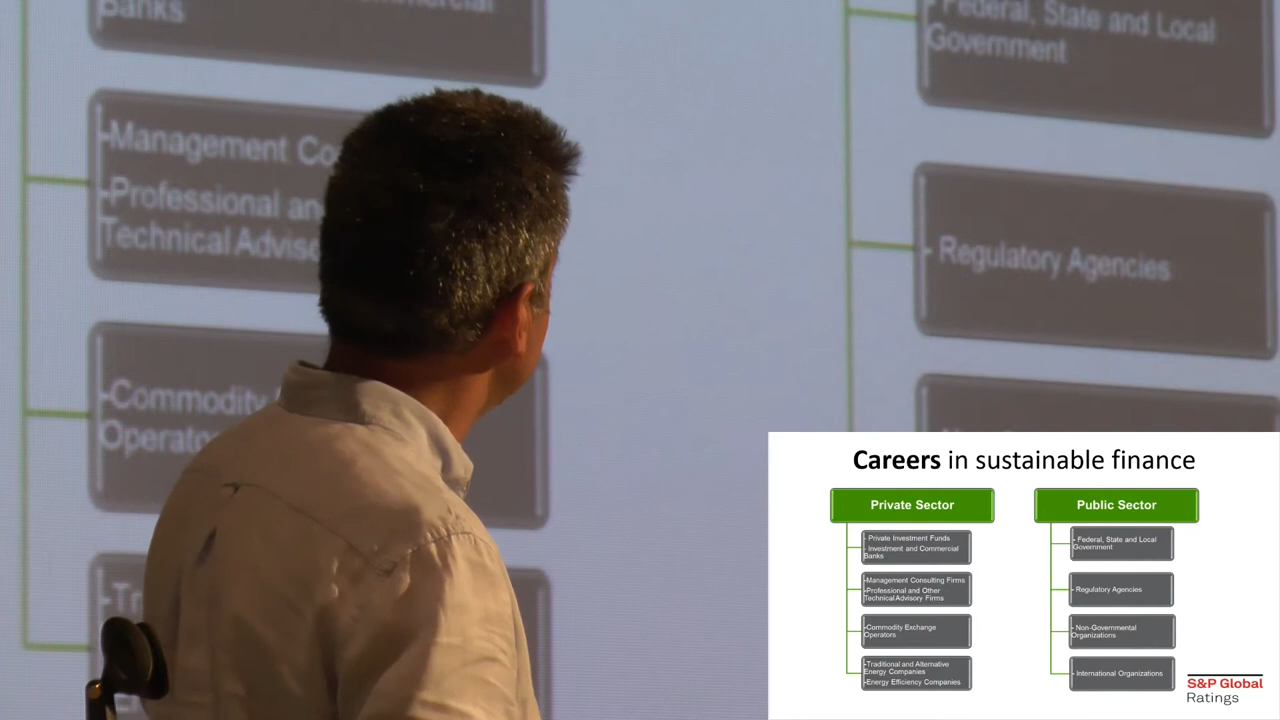 Banks
-Management Co
-Professional an
Technical Adviso
-Commodity
Operato
- Federal, State and Local
Government
- Regulatory Agencies
Careers in sustainable finance
Private Sector
- Private Investment Funds
- Investment and Commercial
Banks
-Management Consulting Firms
-Professional and Other
Technical Advisory Firms
-Commodity Exchange
Operators
-Traditional and Alternative
Energy Companies
-Energy Efficiency Companies
Public Sector
- Federal, State and Local
Government
- Regulatory Agencies
- Non-Governmental
Organizations
- International Organizations
S&P Global
Ratings